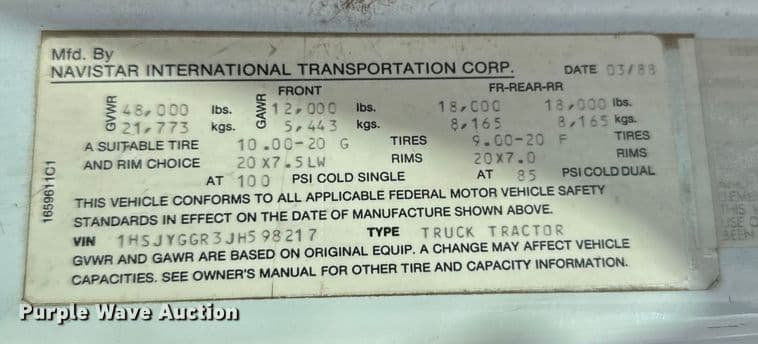 Mfd. By
NAVISTAR INTERNATIONAL TRANSPORTATION CORP. DATE 03/88
FRONT FR-REAR-RR
GVWR 48,000 lbs. GAWR 12,000 lbs. 18,000 18,000 lbs.
21,773 kgs. 5,443 kgs. 8,165 8,165 kgs.
A SUITABLE TIRE 10.00-20 G TIRES 9.00-20 F TIRES
AND RIM CHOICE 20X7.5LW RIMS 20X7.0 RIMS
AT 100 PSI COLD SINGLE AT 85 PSI COLD DUAL
THIS VEHICLE CONFORMS TO ALL APPLICABLE FEDERAL MOTOR VEHICLE SAFETY
STANDARDS IN EFFECT ON THE DATE OF MANUFACTURE SHOWN ABOVE.
VIN 1HSJYGGR3JH598217 TYPE TRUCK TRACTOR
GVWR AND GAWR ARE BASED ON ORIGINAL EQUIP. A CHANGE MAY AFFECT VEHICLE
CAPACITIES. SEE OWNER'S MANUAL FOR OTHER TIRE AND CAPACITY INFORMATION.
1659611C1
Purple Wave Auction